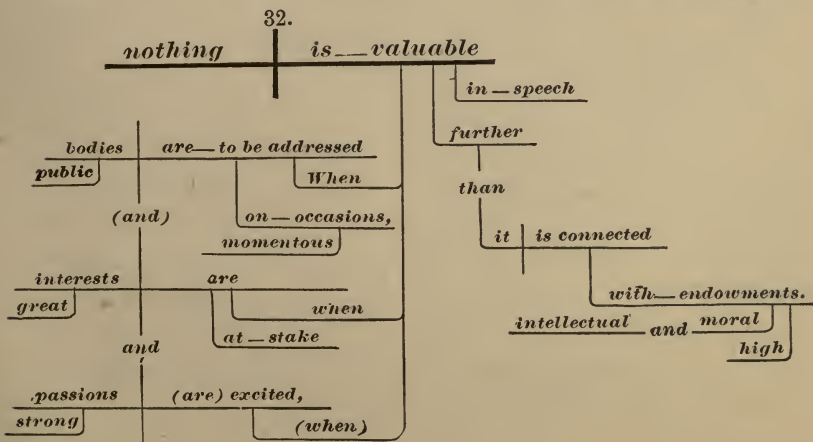 32.
nothing is valuable
in speech
further
bodies are to be addressed
public When
than
(and) on occasions,
momentous
it is connected
interests are
great when
with endowments.
at stake
intellectual and moral
and
high
passions (are) excited,
strong (when)